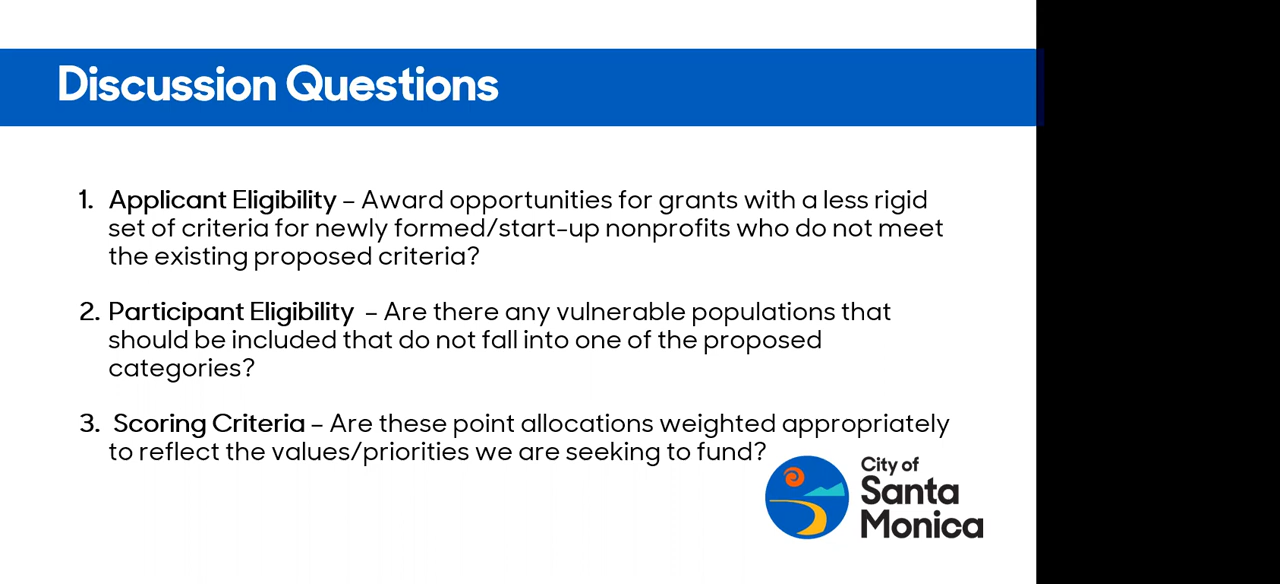 Discussion Questions
1. Applicant Eligibility – Award opportunities for grants with a less rigid
set of criteria for newly formed/start-up nonprofits who do not meet
the existing proposed criteria?
2. Participant Eligibility – Are there any vulnerable populations that
should be included that do not fall into one of the proposed
categories?
3. Scoring Criteria – Are these point allocations weighted appropriately
to reflect the values/priorities we are seeking to fund?
City of
Santa
Monica